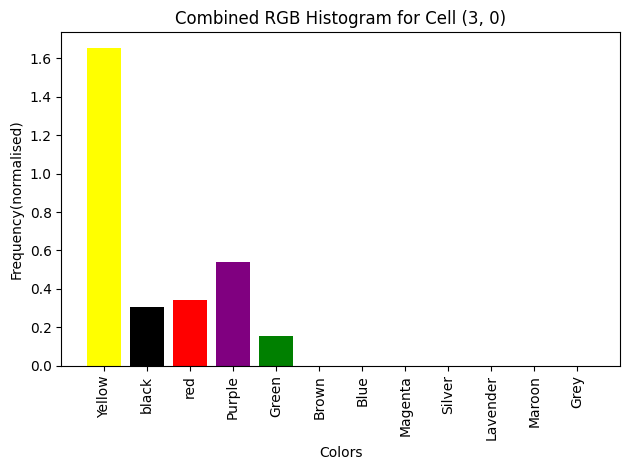 Combined RGB Histogram for Cell (3, 0)
Frequency(normalised)
1.6
1.4
1.2
1.0
0.8
0.6
0.4
0.2
0.0
Yellow
black
red
Purple
Green
Brown
Blue
Magenta
Silver
Lavender
Maroon
Grey
Colors